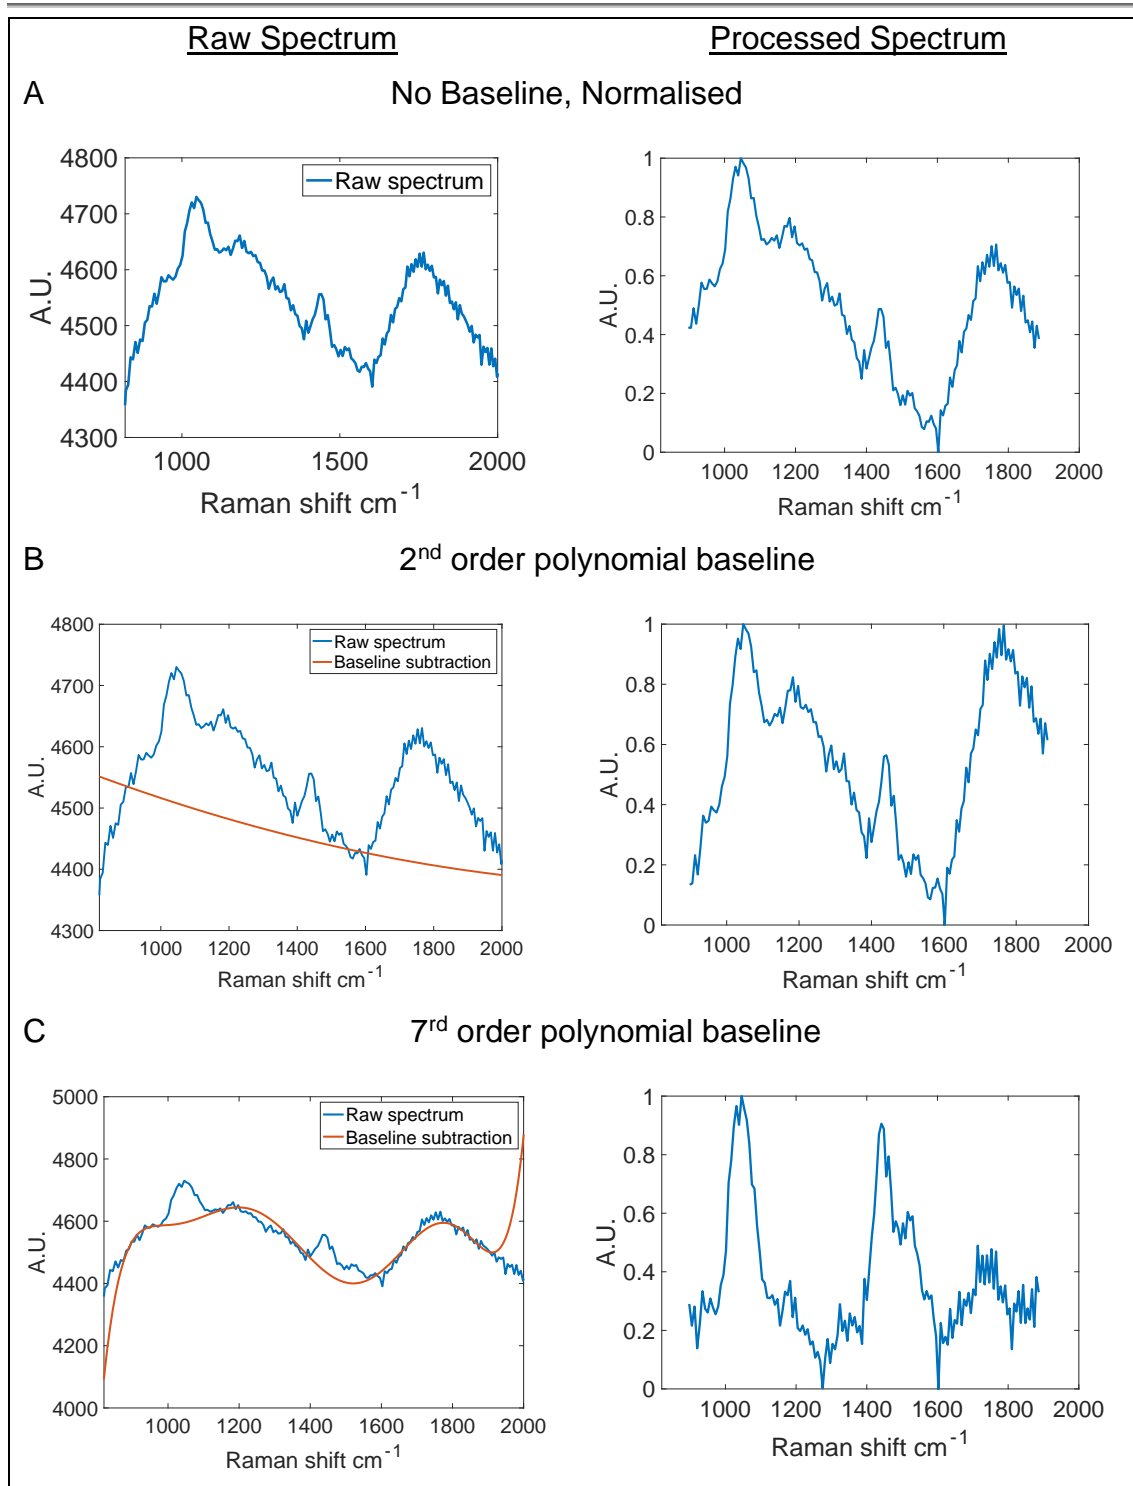 Raw Spectrum Processed Spectrum
A No Baseline, Normalised
4800
4700
4600
4500
4400
4300
A.U.
Raw spectrum
1000 1500 2000
Raman shift cm⁻¹
1
0.8
0.6
0.4
0.2
0
A.U.
1000 1200 1400 1600 1800 2000
Raman shift cm⁻¹
B 2nd order polynomial baseline
4800
4700
4600
4500
4400
4300
A.U.
Raw spectrum
Baseline subtraction
1000 1200 1400 1600 1800 2000
Raman shift cm⁻¹
1
0.8
0.6
0.4
0.2
0
A.U.
1000 1200 1400 1600 1800 2000
Raman shift cm⁻¹
C 7rd order polynomial baseline
5000
4800
4600
4400
4200
4000
A.U.
Raw spectrum
Baseline subtraction
1000 1200 1400 1600 1800 2000
Raman shift cm⁻¹
1
0.8
0.6
0.4
0.2
0
A.U.
1000 1200 1400 1600 1800 2000
Raman shift cm⁻¹